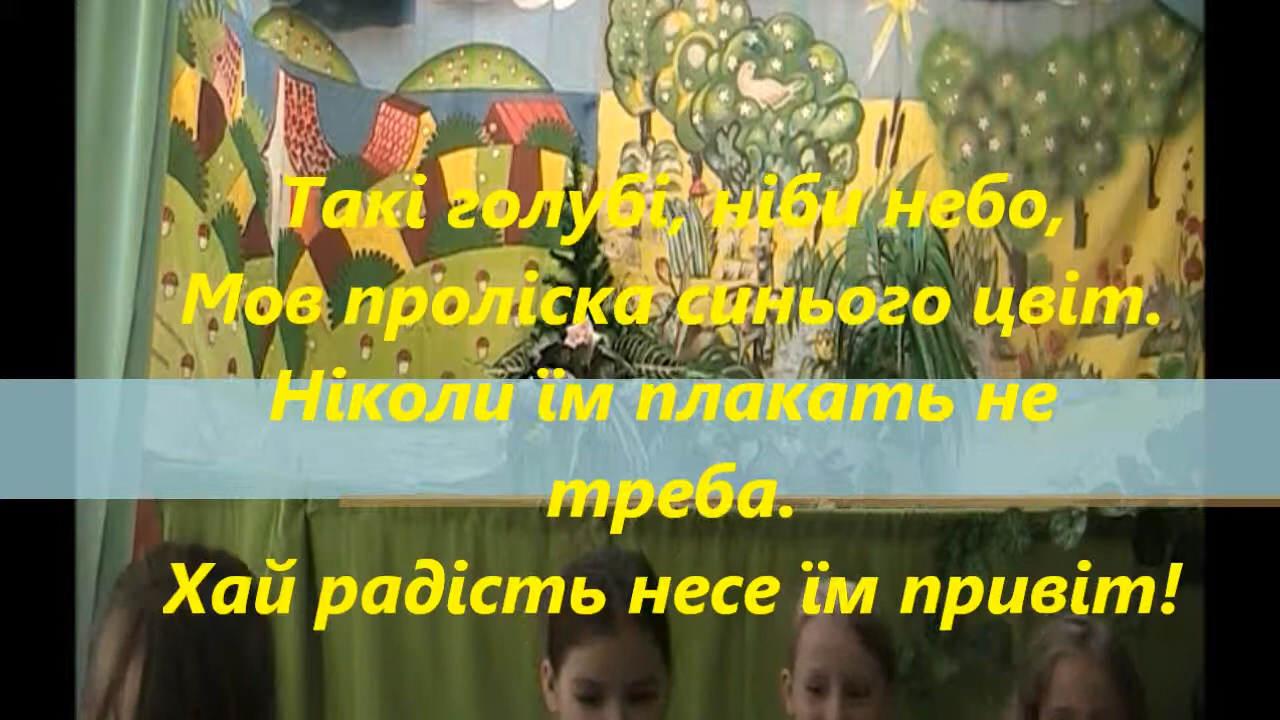 Такі голубі, ніби небо,
Мов проліска синього цвіт.
Ніколи їм плакать не
треба.
Хай радість несе їм привіт!